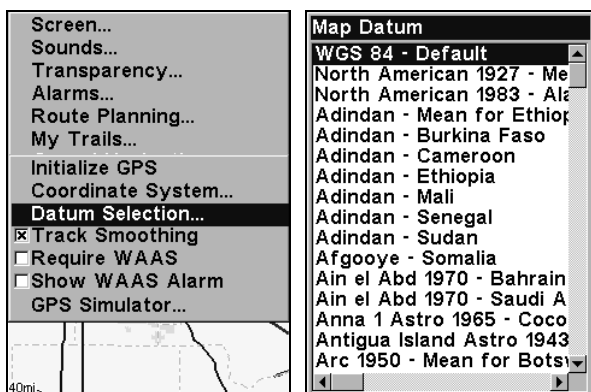 Screen...
Sounds...
Transparency...
Alarms...
Route Planning...
My Trails...
Initialize GPS
Coordinate System...
Datum Selection...
Track Smoothing
Require WAAS
Show WAAS Alarm
GPS Simulator...
40mi
Map Datum
WGS 84 - Default
North American 1927 - Me
North American 1983 - Ala
Adindan - Mean for Ethiop
Adindan - Burkina Faso
Adindan - Cameroon
Adindan - Ethiopia
Adindan - Mali
Adindan - Senegal
Adindan - Sudan
Afgooye - Somalia
Ain el Abd 1970 - Bahrain
Ain el Abd 1970 - Saudi A
Anna 1 Astro 1965 - Coco
Antigua Island Astro 1943
Arc 1950 - Mean for Botsw